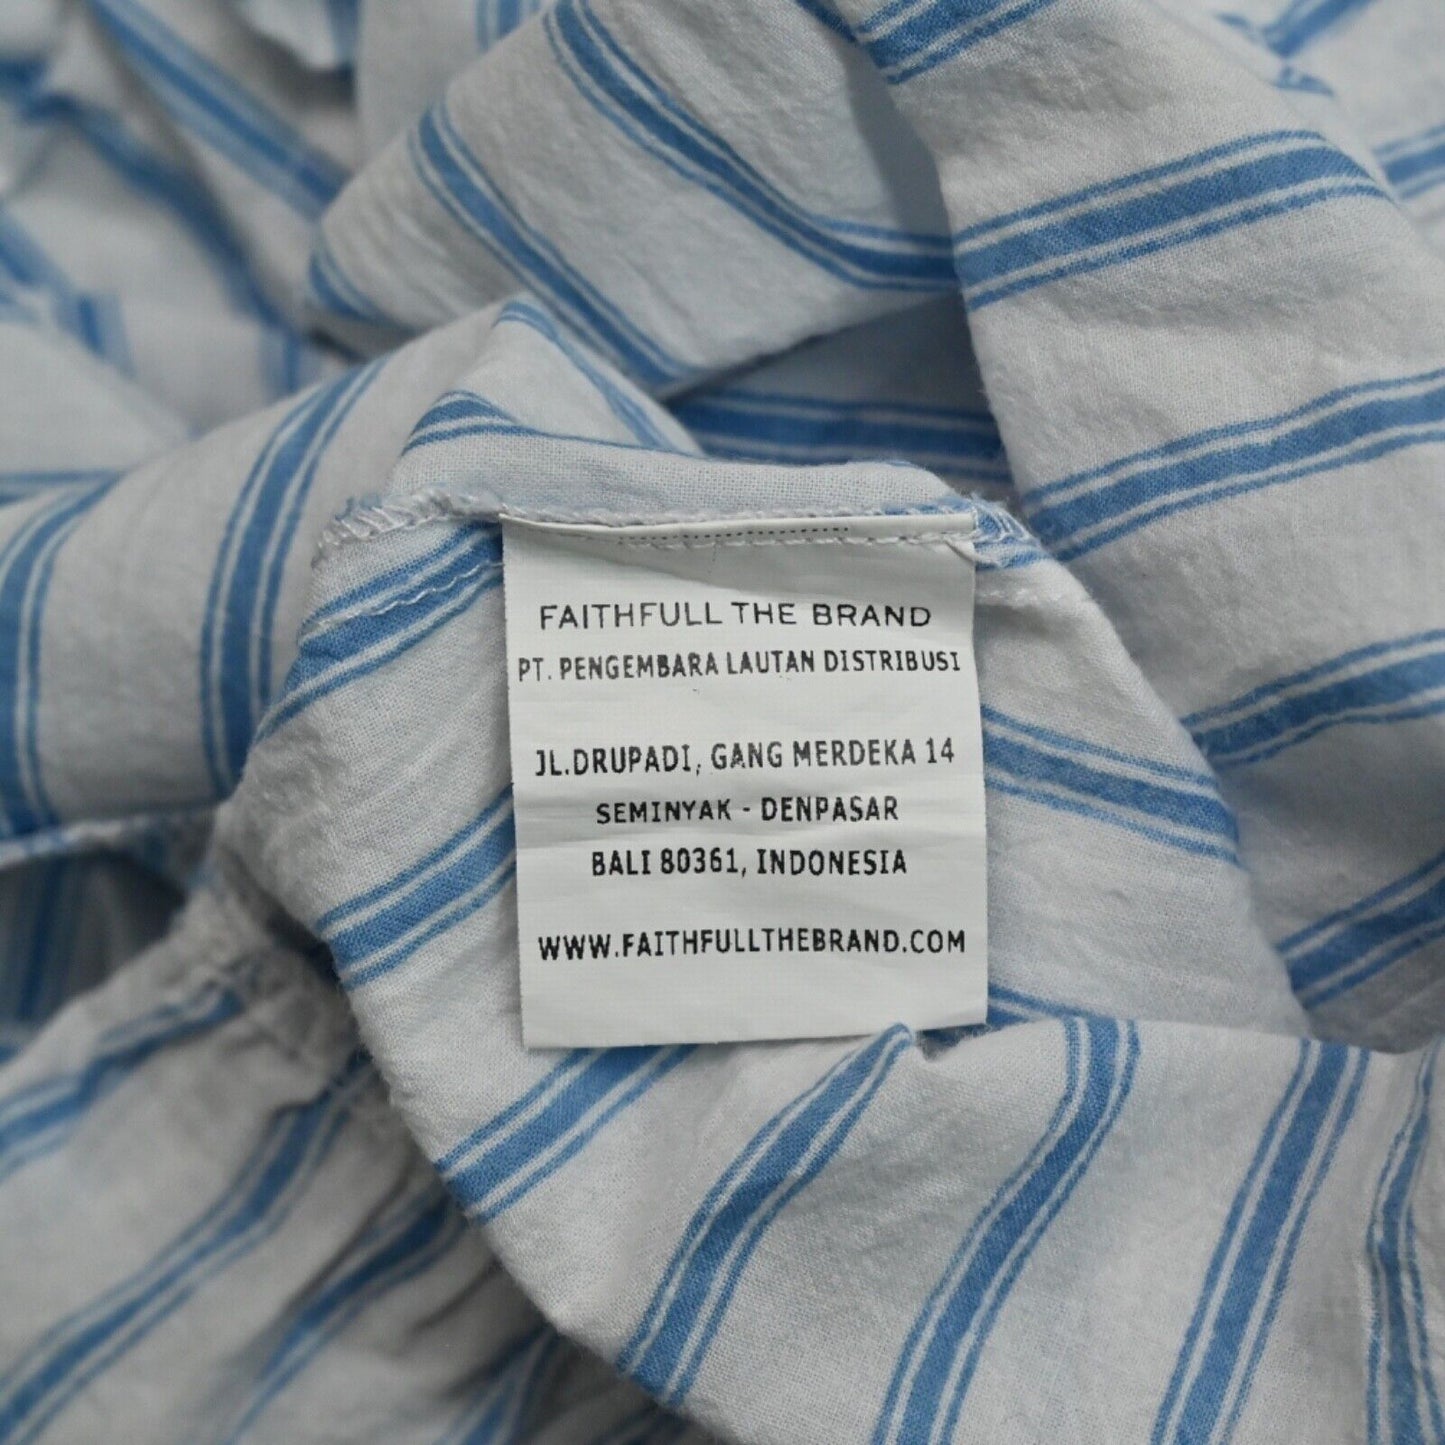 FAITHFULL THE BRAND
PT. PENGEMBARA LAUTAN DISTRIBUSI
JL.DRUPADI, GANG MERDEKA 14
SEMINYAK - DENPASAR
BALI 80361, INDONESIA
WWW.FAITHFULLTHEBRAND.COM